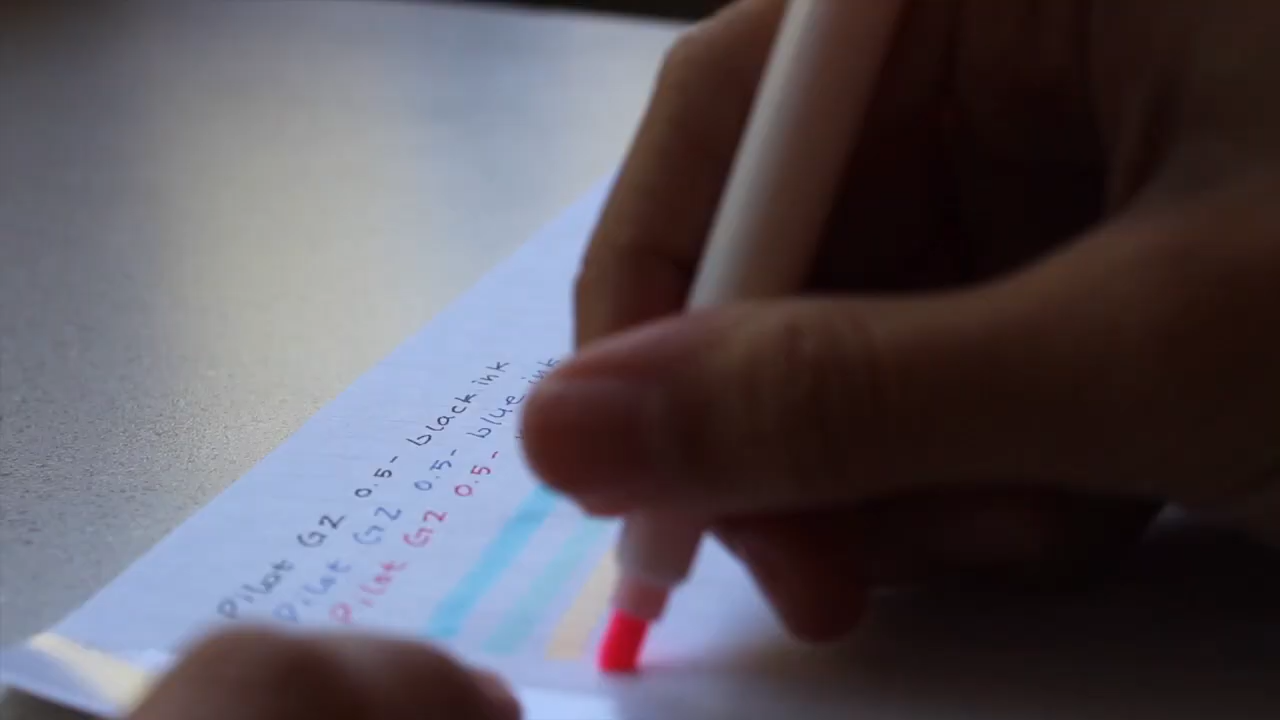 Pilot G2 0.5- black ink
Pilot G2 0.5- blue ink
Pilot G2 0.5-